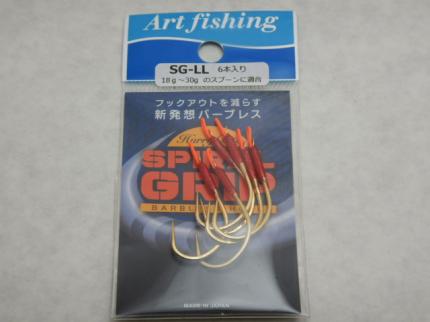 Art fishing
SG-LL 6本入り
18g～30g のスプーンに適合
フックアウトを減らす
新発想バーブレス
GRIP
MADE IN JAPAN